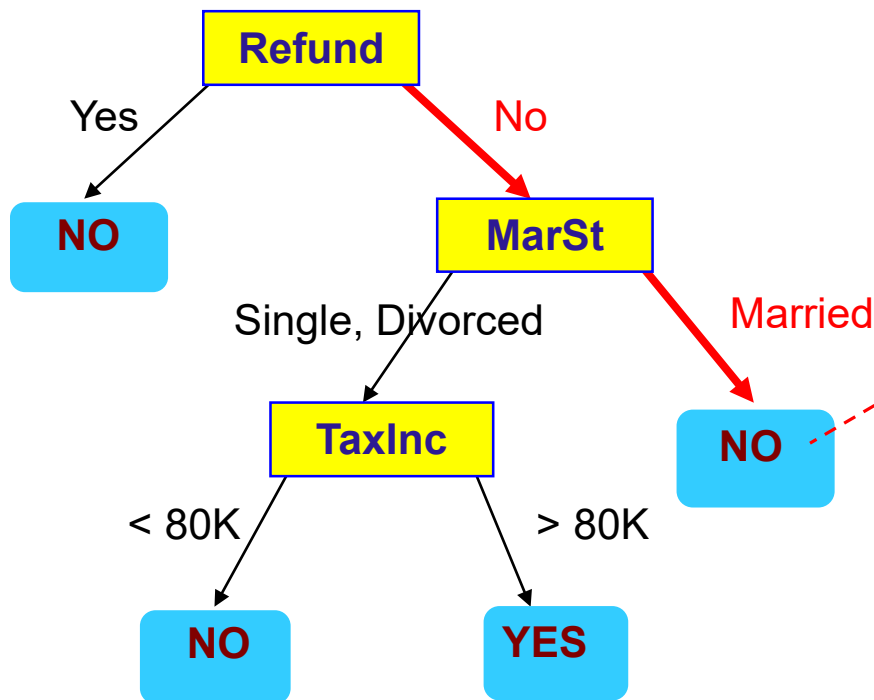 Refund
Yes
No
NO
MarSt
Single, Divorced
Married
TaxInc
NO
< 80K
> 80K
NO
YES